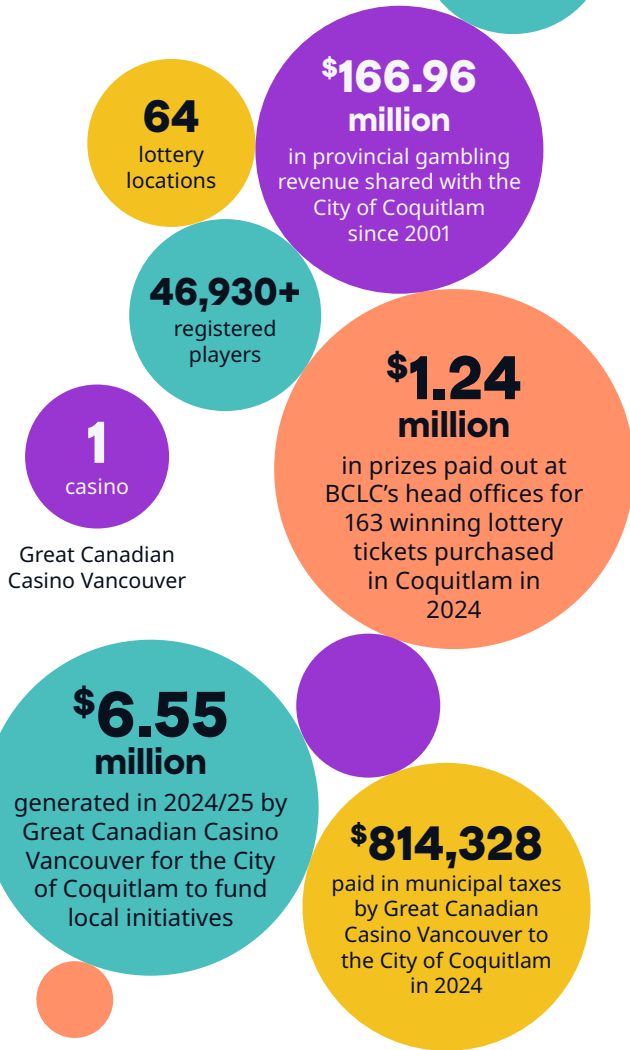 $166.96
million
in provincial gambling
revenue shared with the
City of Coquitlam
since 2001
64
lottery
locations
46,930+
registered
players
$1.24
million
in prizes paid out at
BCLC’s head offices for
163 winning lottery
tickets purchased
in Coquitlam in
2024
1
casino
Great Canadian
Casino Vancouver
$6.55
million
generated in 2024/25 by
Great Canadian Casino
Vancouver for the City
of Coquitlam to fund
local initiatives
$814,328
paid in municipal taxes
by Great Canadian
Casino Vancouver to
the City of Coquitlam
in 2024